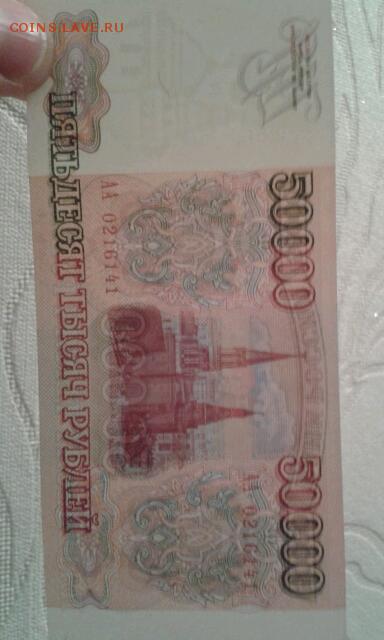 COINS.LAVE.RU
50000
50000
АА 0216141
АА 0216141
ПЯТЬДЕСЯТ ТЫСЯЧ РУБЛЕЙ